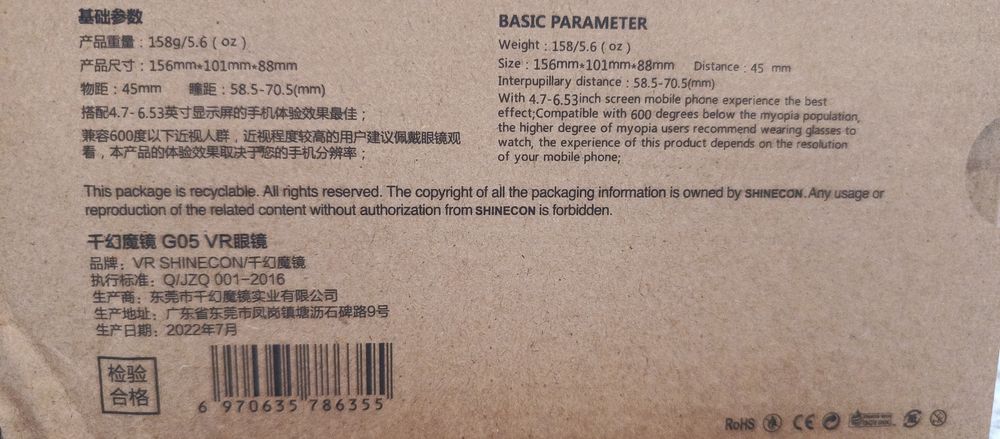 基础参数
产品重量：158g/5.6（oz）
产品尺寸：156mm*101mm*88mm
物距：45mm 瞳距：58.5-70.5(mm)
搭配4.7-6.53英寸显示屏的手机体验效果最佳；
兼容600度以下近视人群，近视程度较高的用户建议佩戴眼镜观
看，本产品的体验效果取决于您的手机分辨率；
BASIC PARAMETER
Weight：158/5.6（oz）
Size：156mm*101mm*88mm Distance：45 mm
Interpupillary distance：58.5-70.5(mm)
With 4.7-6.53inch screen mobile phone experience the best
effect;Compatible with 600 degrees below the myopia population,
the higher degree of myopia users recommend wearing glasses to
watch, the experience of this product depends on the resolution
of your mobile phone;
This package is recyclable. All rights reserved. The copyright of all the packaging information is owned by SHINECON. Any usage or
reproduction of the related content without authorization from SHINECON is forbidden.
千幻魔镜 G05 VR眼镜
品牌：VR SHINECON/千幻魔镜
执行标准：Q/JZQ 001-2016
生产商：东莞市千幻魔镜实业有限公司
生产地址：广东省东莞市凤岗镇塘沥石碑路9号
生产日期：2022年7月
检验
合格
6 970635 786355
RoHS CE